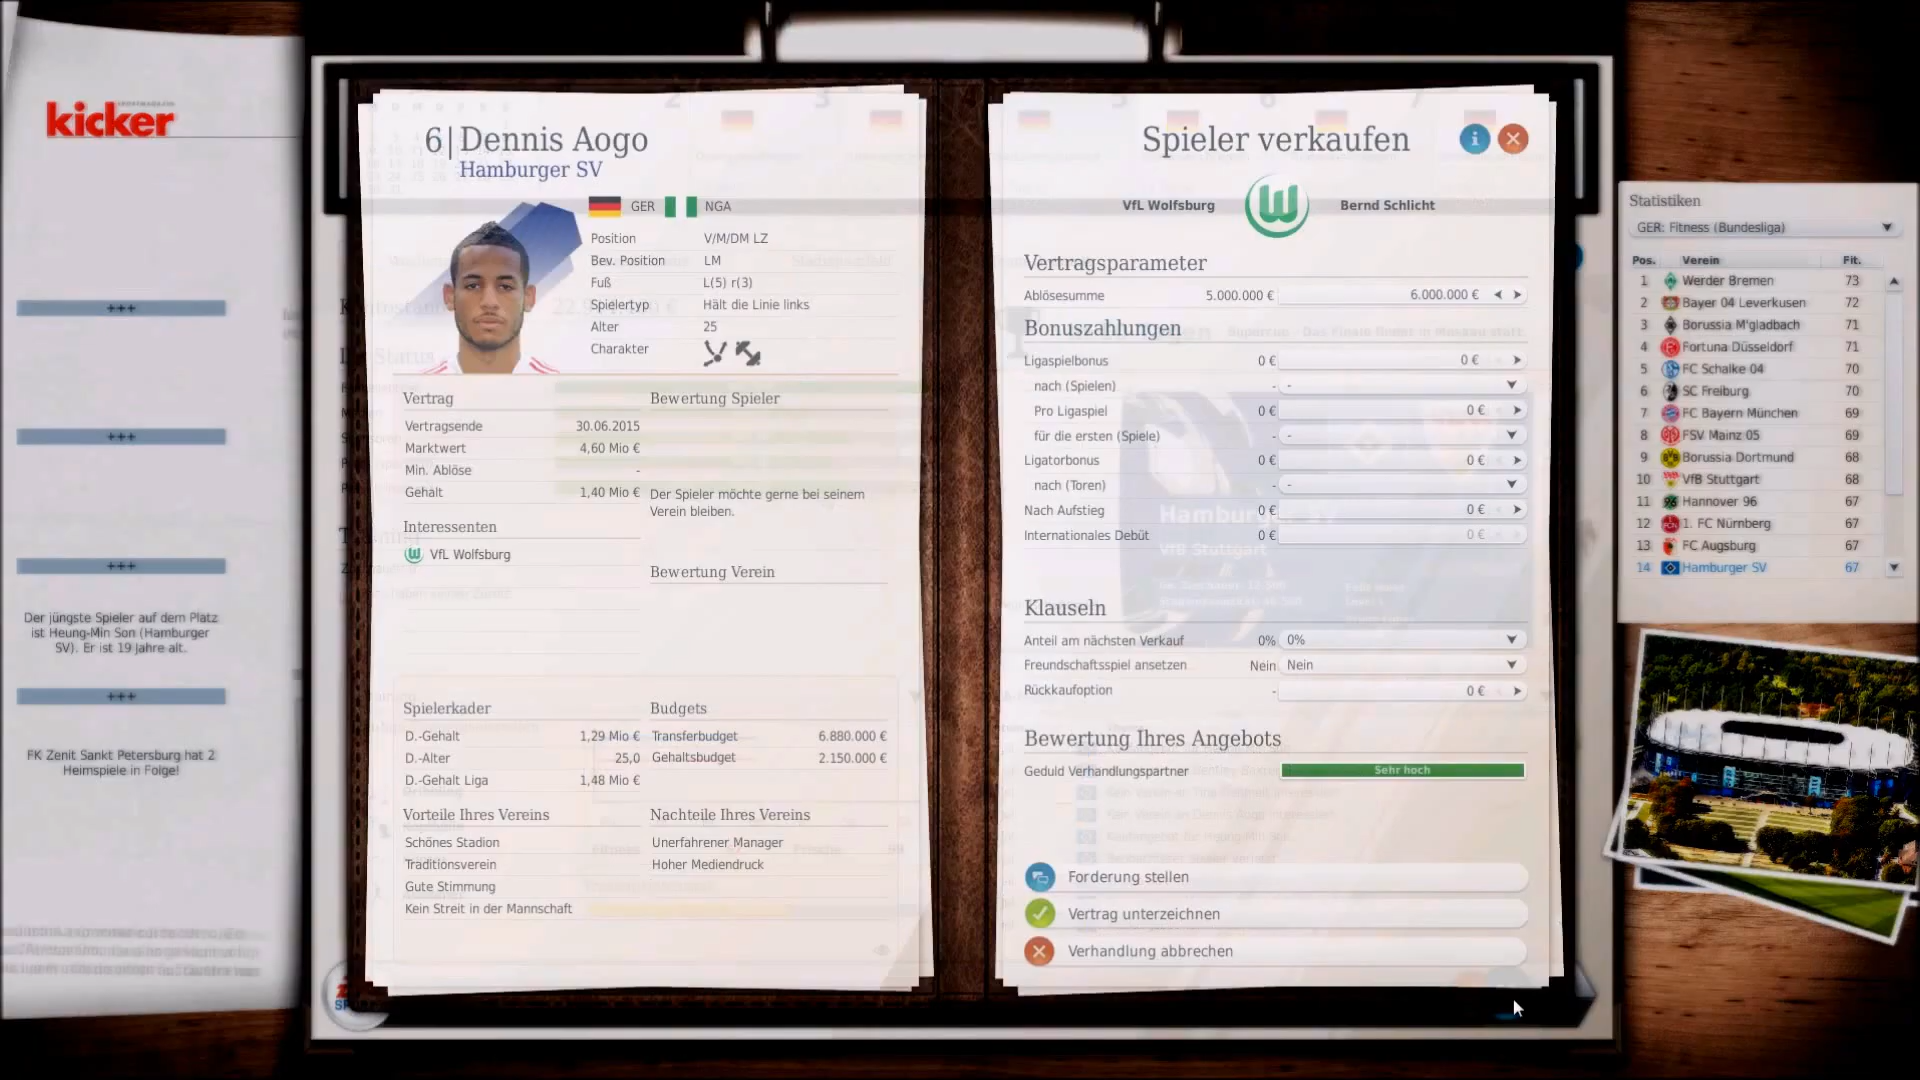 kicker
+++
+++
+++
Der jüngste Spieler auf dem Platz
ist Heung-Min Son (Hamburger
SV). Er ist 19 Jahre alt.
+++
FK Zenit Sankt Petersburg hat 2
Heimspiele in Folge!
6| Dennis Aogo
Hamburger SV
GER NGA
Position V/M/DM LZ
Bev. Position LM
Fuß L(5) r(3)
Spielertyp Hält die Linie links
Alter 25
Charakter
Vertrag
Vertragsende 30.06.2015
Marktwert 4,60 Mio €
Min. Ablöse -
Gehalt 1,40 Mio €
Bewertung Spieler
Der Spieler möchte gerne bei seinem
Verein bleiben.
Interessenten
VfL Wolfsburg
Bewertung Verein
Spielerkader
D.-Gehalt 1,29 Mio €
D.-Alter 25,0
D.-Gehalt Liga 1,48 Mio €
Budgets
Transferbudget 6.880.000 €
Gehaltsbudget 2.150.000 €
Vorteile Ihres Vereins
Schönes Stadion
Traditionsverein
Gute Stimmung
Kein Streit in der Mannschaft
Nachteile Ihres Vereins
Unerfahrener Manager
Hoher Mediendruck
Spieler verkaufen
VfL Wolfsburg Bernd Schlicht
Vertragsparameter
Ablösesumme 5.000.000 € 6.000.000 €
Bonuszahlungen
Ligaspielbonus 0 € 0 €
nach (Spielen) - -
Pro Ligaspiel 0 € 0 €
für die ersten (Spiele) - -
Ligatorbonus 0 € 0 €
nach (Toren) - -
Nach Aufstieg 0 € 0 €
Internationales Debüt 0 € 0 €
Klauseln
Anteil am nächsten Verkauf 0% 0%
Freundschaftsspiel ansetzen Nein Nein
Rückkaufoption - 0 €
Bewertung Ihres Angebots
Geduld Verhandlungspartner Sehr hoch
Forderung stellen
Vertrag unterzeichnen
Verhandlung abbrechen
Statistiken
GER: Fitness (Bundesliga)
Pos. Verein Fit.
1 Werder Bremen 73
2 Bayer 04 Leverkusen 72
3 Borussia M'gladbach 71
4 Fortuna Düsseldorf 71
5 FC Schalke 04 70
6 SC Freiburg 70
7 FC Bayern München 69
8 FSV Mainz 05 69
9 Borussia Dortmund 68
10 VfB Stuttgart 68
11 Hannover 96 67
12 1. FC Nürnberg 67
13 FC Augsburg 67
14 Hamburger SV 67